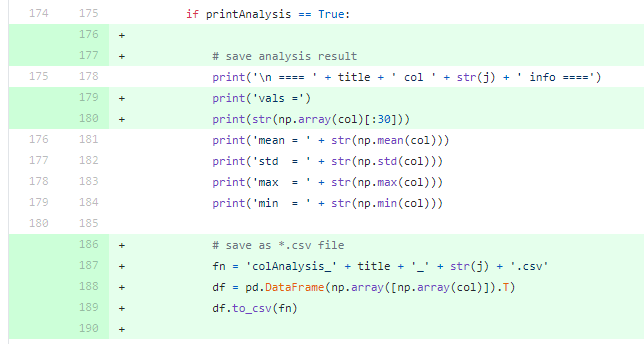 174 175 if printAnalysis == True:
176 +
177 + # save analysis result
175 178 print('\n ==== ' + title + ' col ' + str(j) + ' info ====')
179 + print('vals =')
180 + print(str(np.array(col)[:30]))
176 181 print('mean = ' + str(np.mean(col)))
177 182 print('std  = ' + str(np.std(col)))
178 183 print('max  = ' + str(np.max(col)))
179 184 print('min  = ' + str(np.min(col)))
180 185
186 + # save as *.csv file
187 + fn = 'colAnalysis_' + title + '_' + str(j) + '.csv'
188 + df = pd.DataFrame(np.array([np.array(col)]).T)
189 + df.to_csv(fn)
190 +